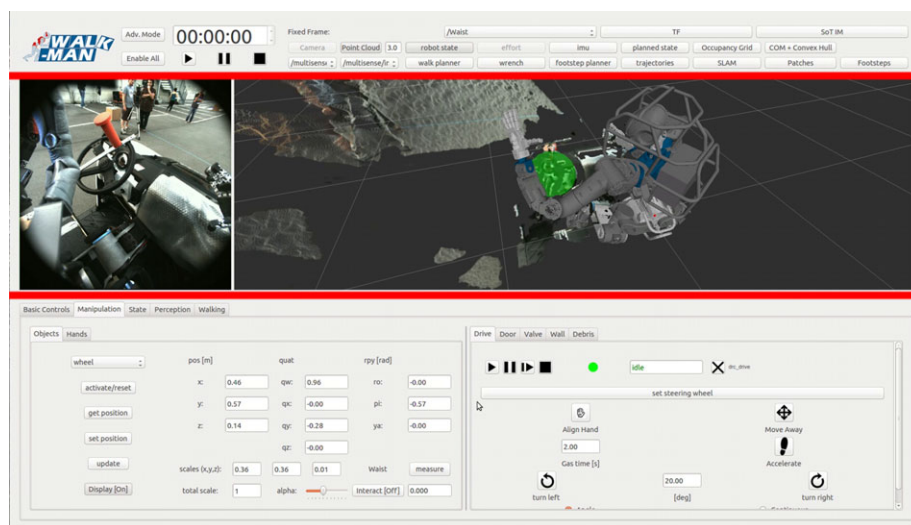 WALK-MAN
Adv. Mode 00:00:00
Enable All
Fixed Frame: /Waist TF SoT IM
Camera Point Cloud 3.0 robot state effort imu planned state Occupancy Grid COM + Convex Hull
/multisens /multisense/ir walk planner wrench footstep planner trajectories SLAM Patches Footsteps
Basic Controls Manipulation State Perception Walking
Objects Hands
wheel pos [m] quat rpy [rad]
activate/reset x: 0.46 qw: 0.96 ro: -0.00
get position y: 0.57 qx: -0.00 pi: -0.57
set position z: 0.14 qy: -0.28 ya: -0.00
qz: -0.00
update scales (x,y,z): 0.36 0.36 0.01 Waist measure
Display [On] total scale: 1 alpha: Interact [Off] 0.000
Drive Door Valve Wall Debris
idle drc_drive
set steering wheel
Align Hand Move Away
2.00
Gas time [s] Accelerate
20.00
turn left [deg] turn right
Angle Continuous